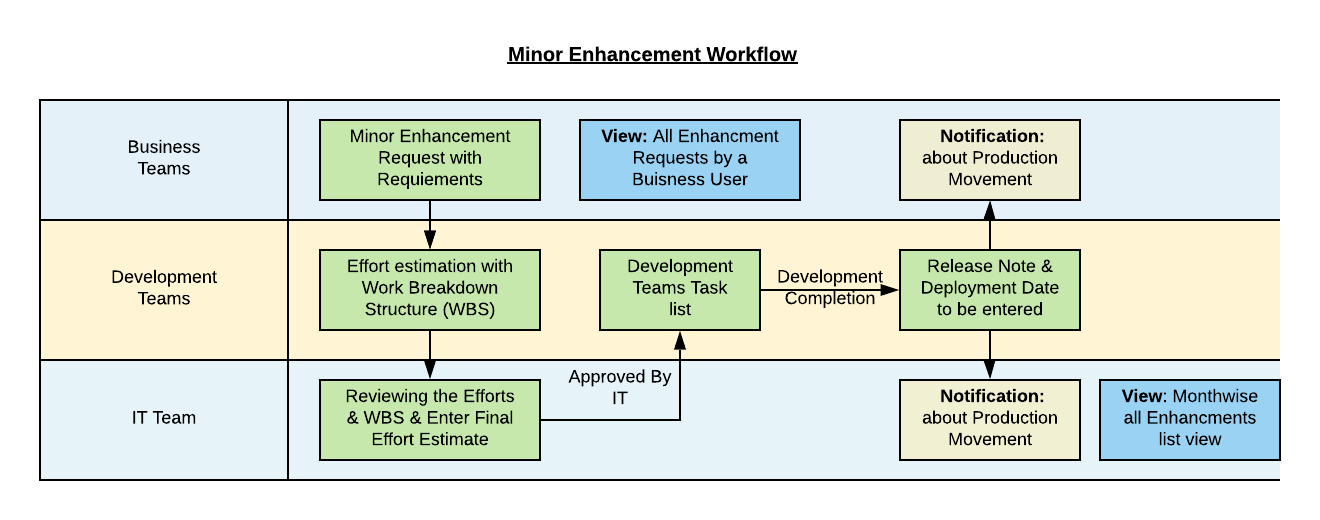 Minor Enhancement Workflow
Business
Teams
Minor Enhancement
Request with
Requiements
View: All Enhancment
Requests by a
Buisness User
Notification:
about Production
Movement
Development
Teams
Effort estimation with
Work Breakdown
Structure (WBS)
Development
Teams Task
list
Development
Completion
Release Note &
Deployment Date
to be entered
IT Team
Reviewing the Efforts
& WBS & Enter Final
Effort Estimate
Approved By
IT
Notification:
about Production
Movement
View: Monthwise
all Enhancments
list view